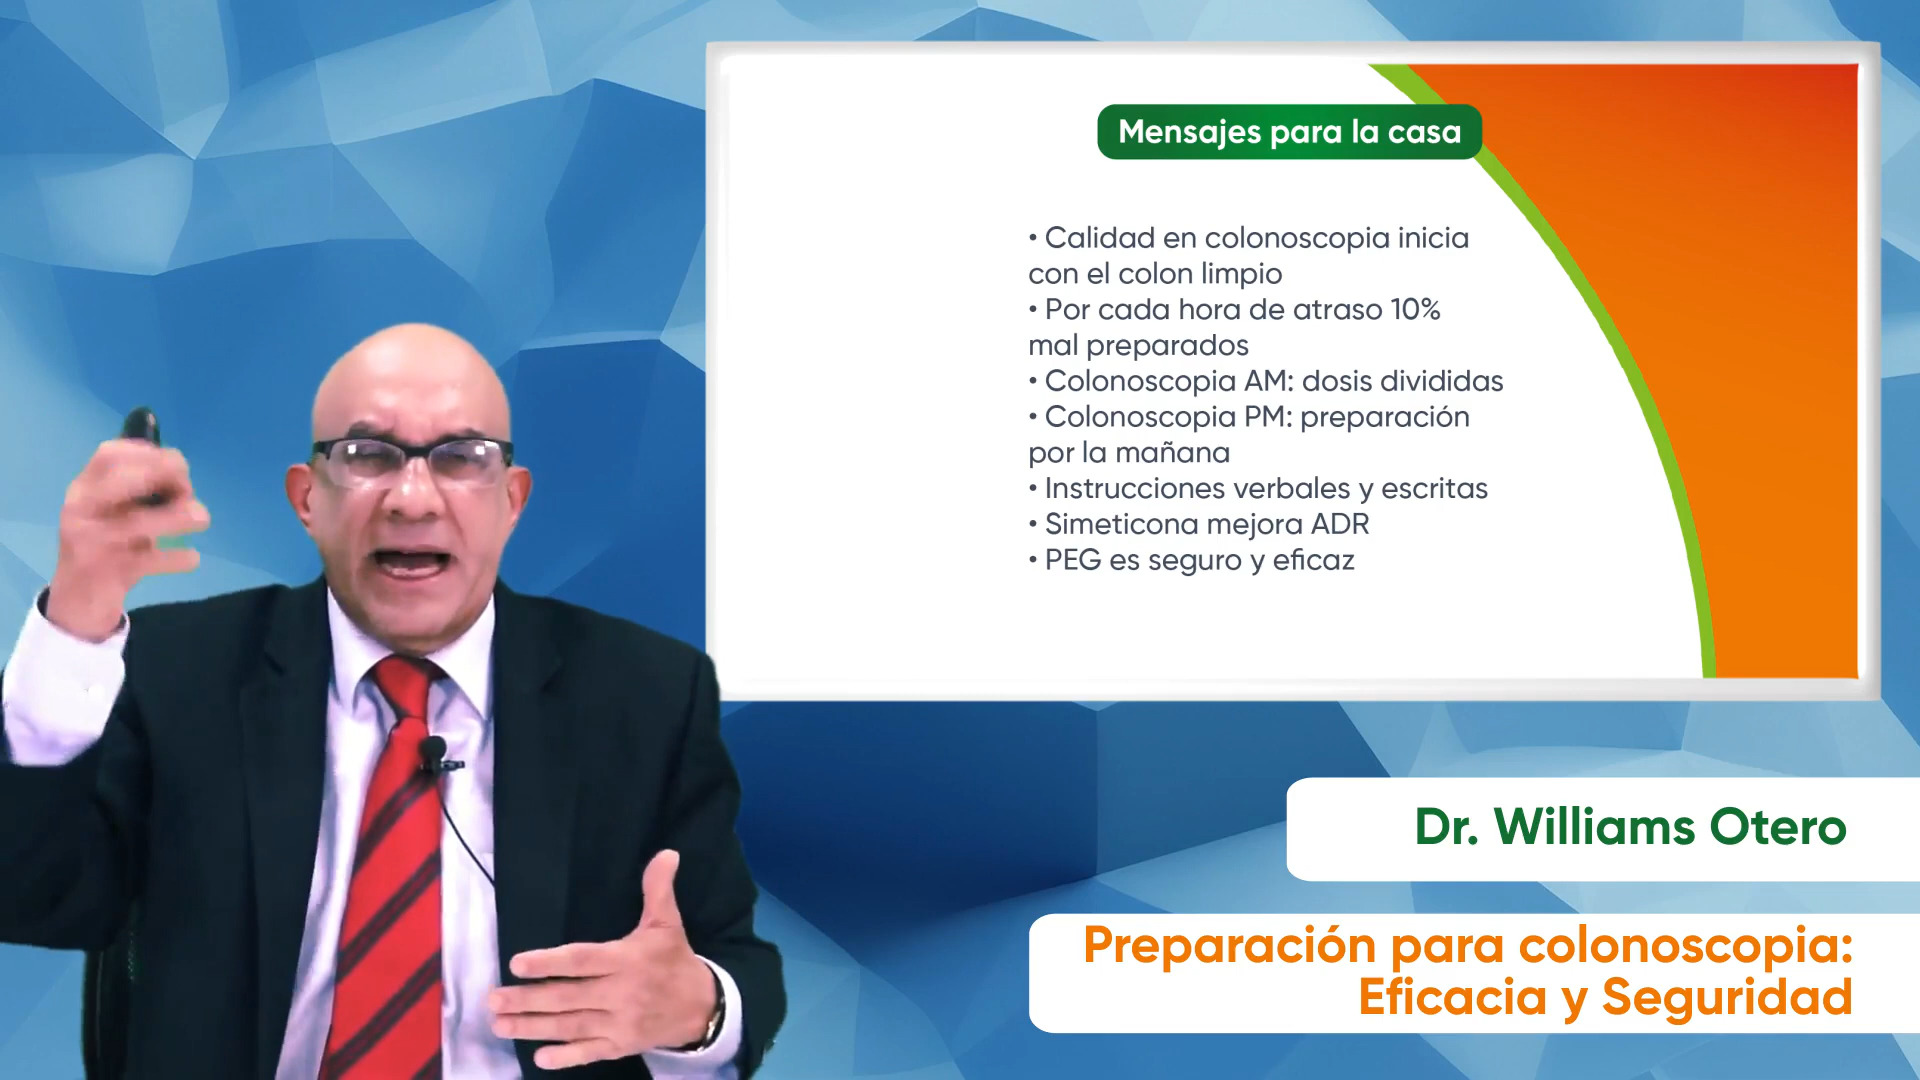 Mensajes para la casa
• Calidad en colonoscopia inicia
con el colon limpio
• Por cada hora de atraso 10%
mal preparados
• Colonoscopia AM: dosis divididas
• Colonoscopia PM: preparación
por la mañana
• Instrucciones verbales y escritas
• Simeticona mejora ADR
• PEG es seguro y eficaz
Dr. Williams Otero
Preparación para colonoscopia:
Eficacia y Seguridad